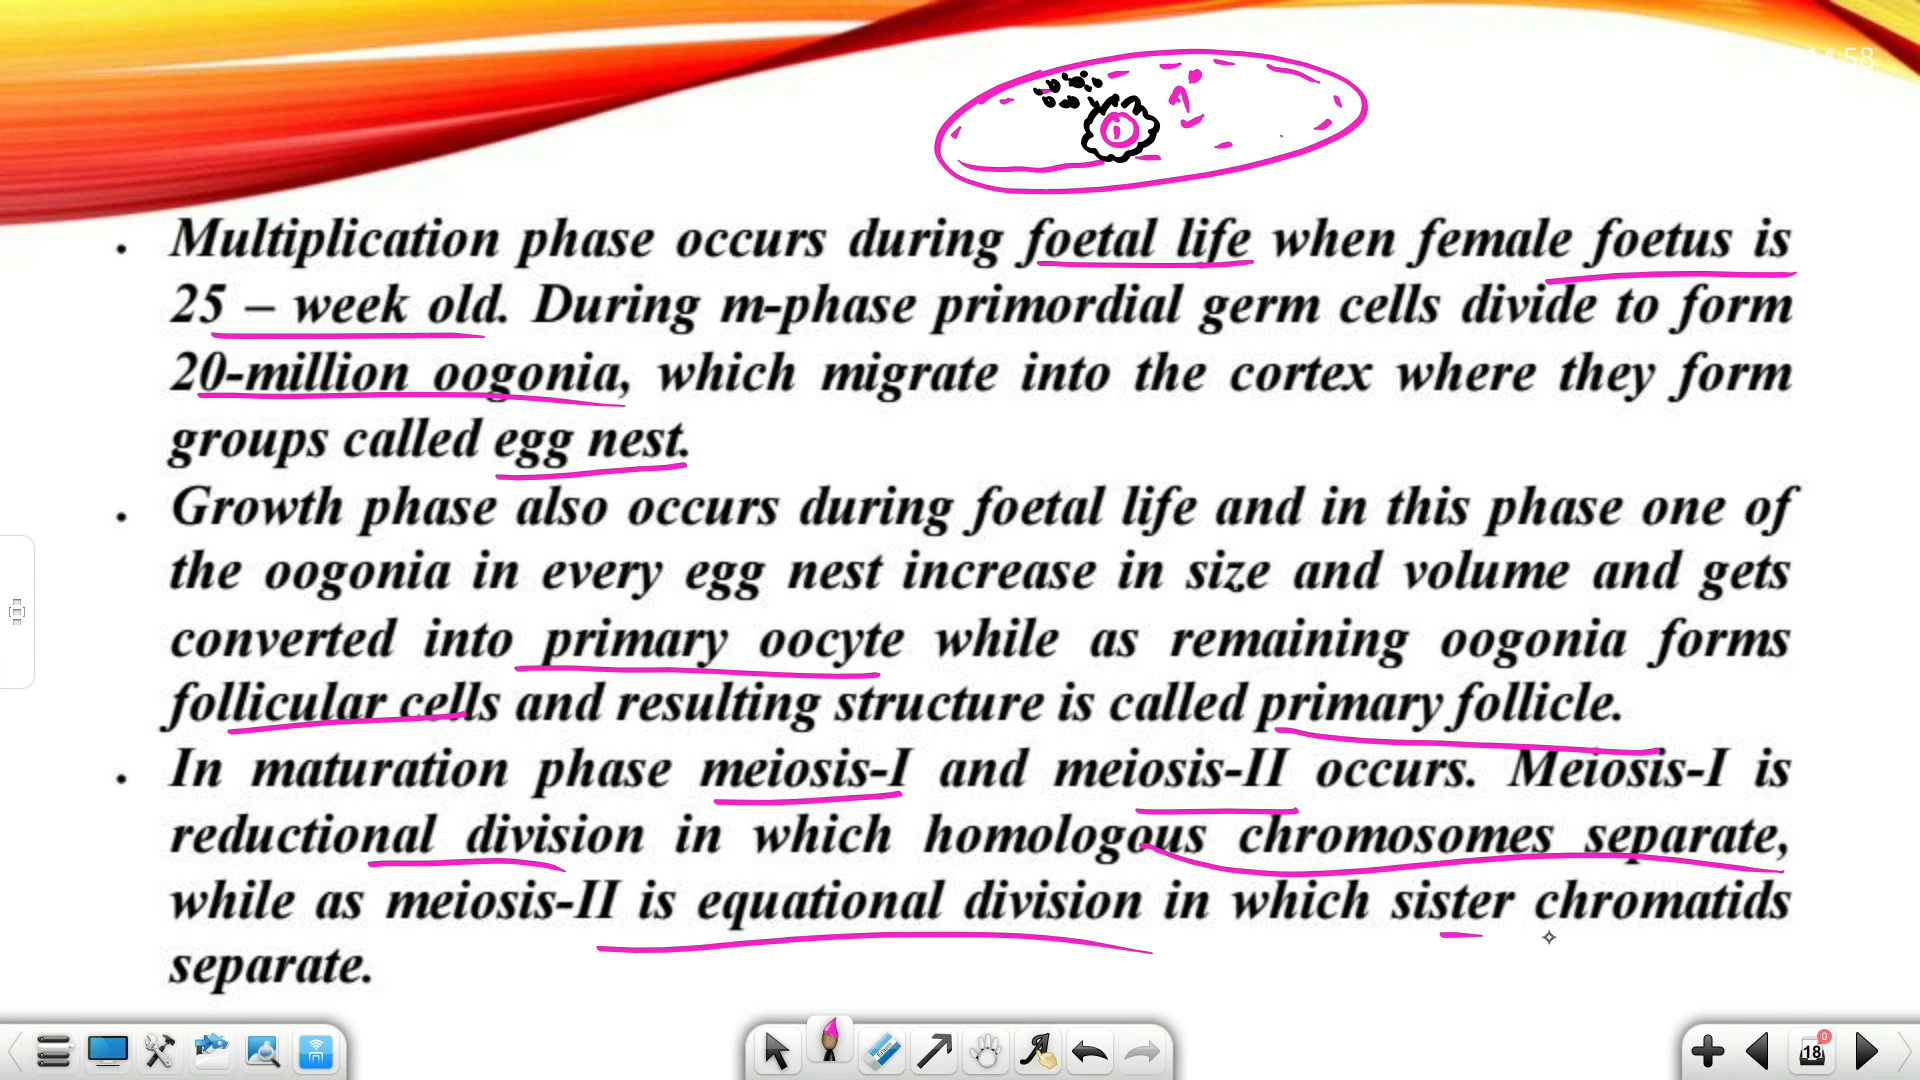 14:58
• Multiplication phase occurs during foetal life when female foetus is
25 – week old. During m-phase primordial germ cells divide to form
20-million oogonia, which migrate into the cortex where they form
groups called egg nest.
• Growth phase also occurs during foetal life and in this phase one of
the oogonia in every egg nest increase in size and volume and gets
converted into primary oocyte while as remaining oogonia forms
follicular cells and resulting structure is called primary follicle.
• In maturation phase meiosis-I and meiosis-II occurs. Meiosis-I is
reductional division in which homologous chromosomes separate,
while as meiosis-II is equational division in which sister chromatids
separate.
18
0